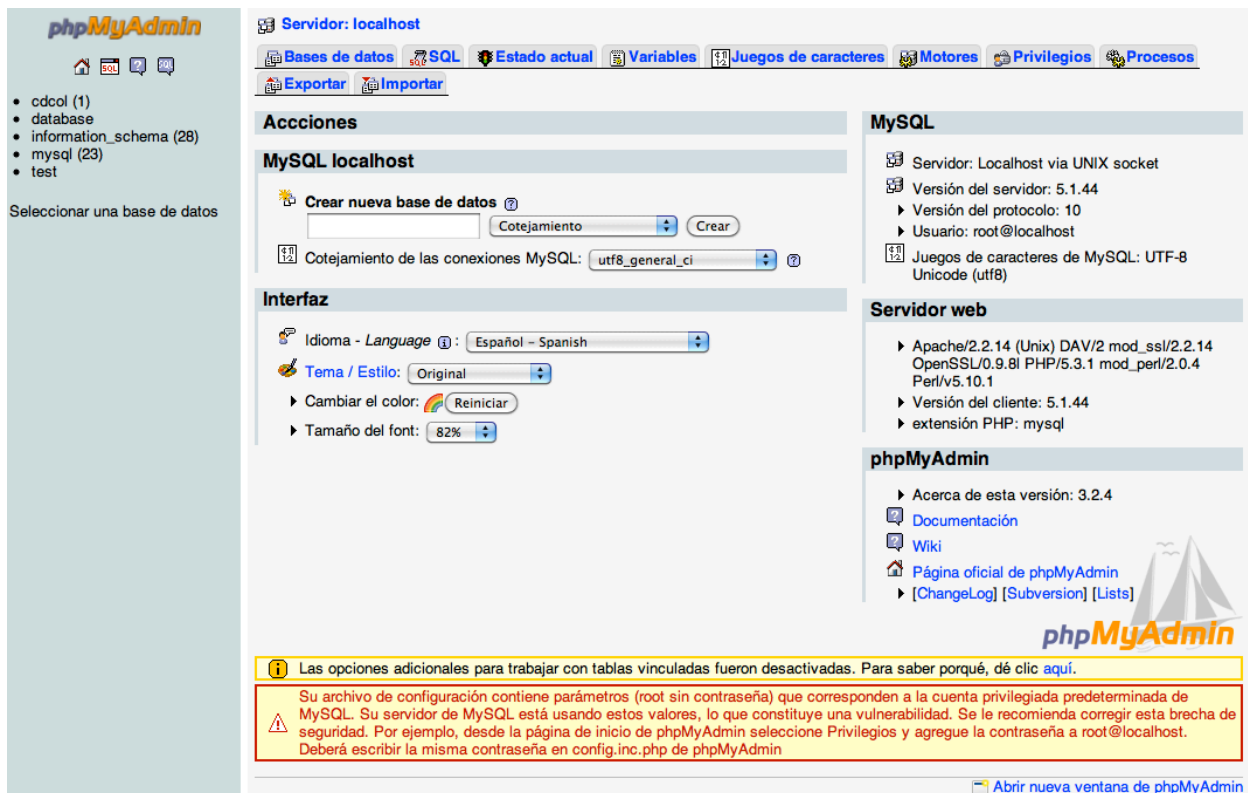 phpMyAdmin
cdcol (1)
database
information_schema (28)
mysql (23)
test
Seleccionar una base de datos
Servidor: localhost
Bases de datos SQL Estado actual Variables Juegos de caracteres Motores Privilegios Procesos
Exportar Importar
Accciones
MySQL localhost
Crear nueva base de datos
Cotejamiento Crear
Cotejamiento de las conexiones MySQL: utf8_general_ci
Interfaz
Idioma - Language : Español - Spanish
Tema / Estilo: Original
Cambiar el color: Reiniciar
Tamaño del font: 82%
MySQL
Servidor: Localhost via UNIX socket
Versión del servidor: 5.1.44
Versión del protocolo: 10
Usuario: root@localhost
Juegos de caracteres de MySQL: UTF-8
Unicode (utf8)
Servidor web
Apache/2.2.14 (Unix) DAV/2 mod_ssl/2.2.14
OpenSSL/0.9.8l PHP/5.3.1 mod_perl/2.0.4
Perl/v5.10.1
Versión del cliente: 5.1.44
extensión PHP: mysql
phpMyAdmin
Acerca de esta versión: 3.2.4
Documentación
Wiki
Página oficial de phpMyAdmin
[ChangeLog] [Subversion] [Lists]
phpMyAdmin
Las opciones adicionales para trabajar con tablas vinculadas fueron desactivadas. Para saber porqué, dé clic aquí.
Su archivo de configuración contiene parámetros (root sin contraseña) que corresponden a la cuenta privilegiada predeterminada de
MySQL. Su servidor de MySQL está usando estos valores, lo que constituye una vulnerabilidad. Se le recomienda corregir esta brecha de
seguridad. Por ejemplo, desde la página de inicio de phpMyAdmin seleccione Privilegios y agregue la contraseña a root@localhost.
Deberá escribir la misma contraseña en config.inc.php de phpMyAdmin
Abrir nueva ventana de phpMyAdmin